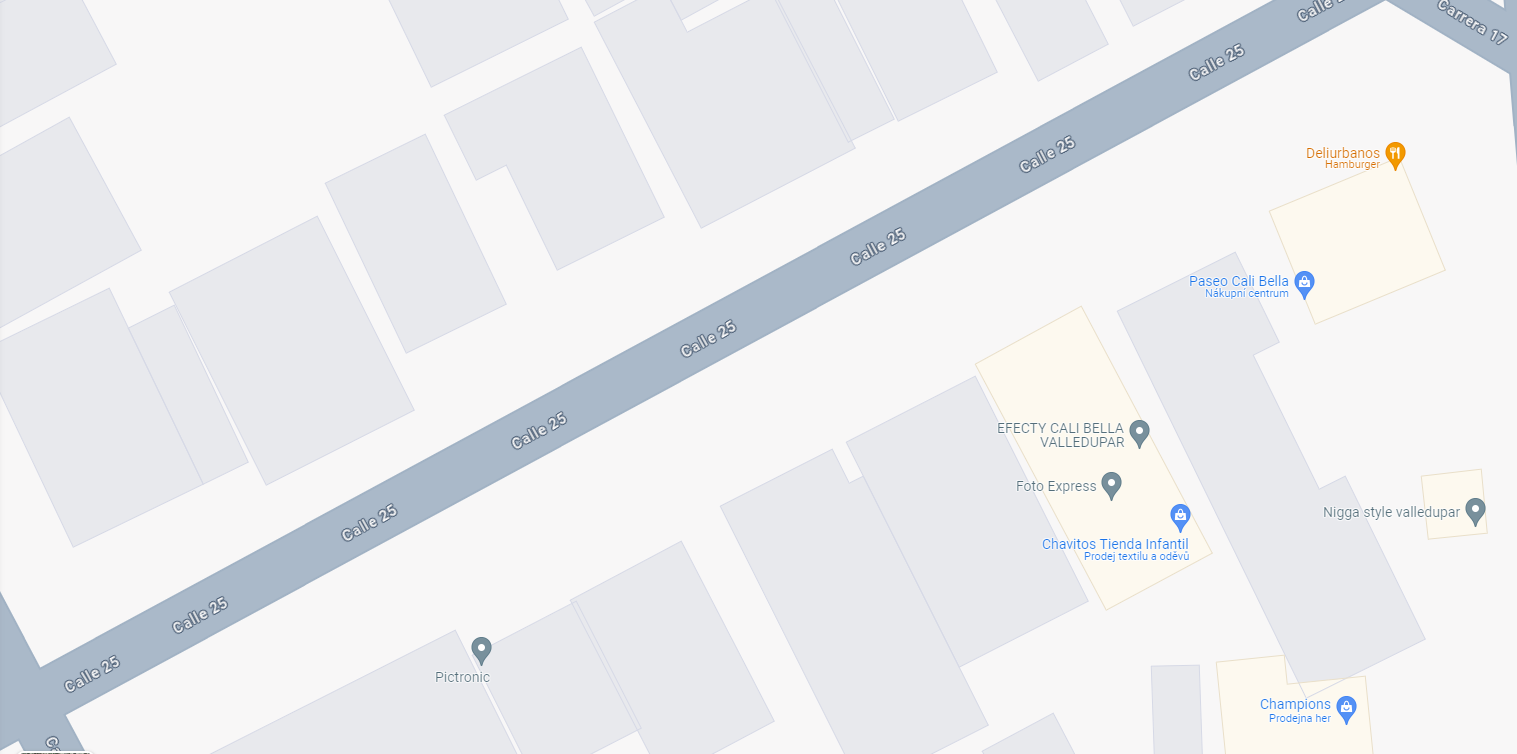 Calle 2
Carrera 17
Calle 25
Calle 25
Deliurbanos
Hamburger
Calle 25
Paseo Cali Bella
Nákupní centrum
Calle 25
EFECTY CALI BELLA
VALLEDUPAR
Calle 25
Foto Express
Nigga style valledupar
Calle 25
Chavitos Tienda Infantil
Prodej textilu a oděvů
Calle 25
Pictronic
Calle 25
Champions
Prodejna her